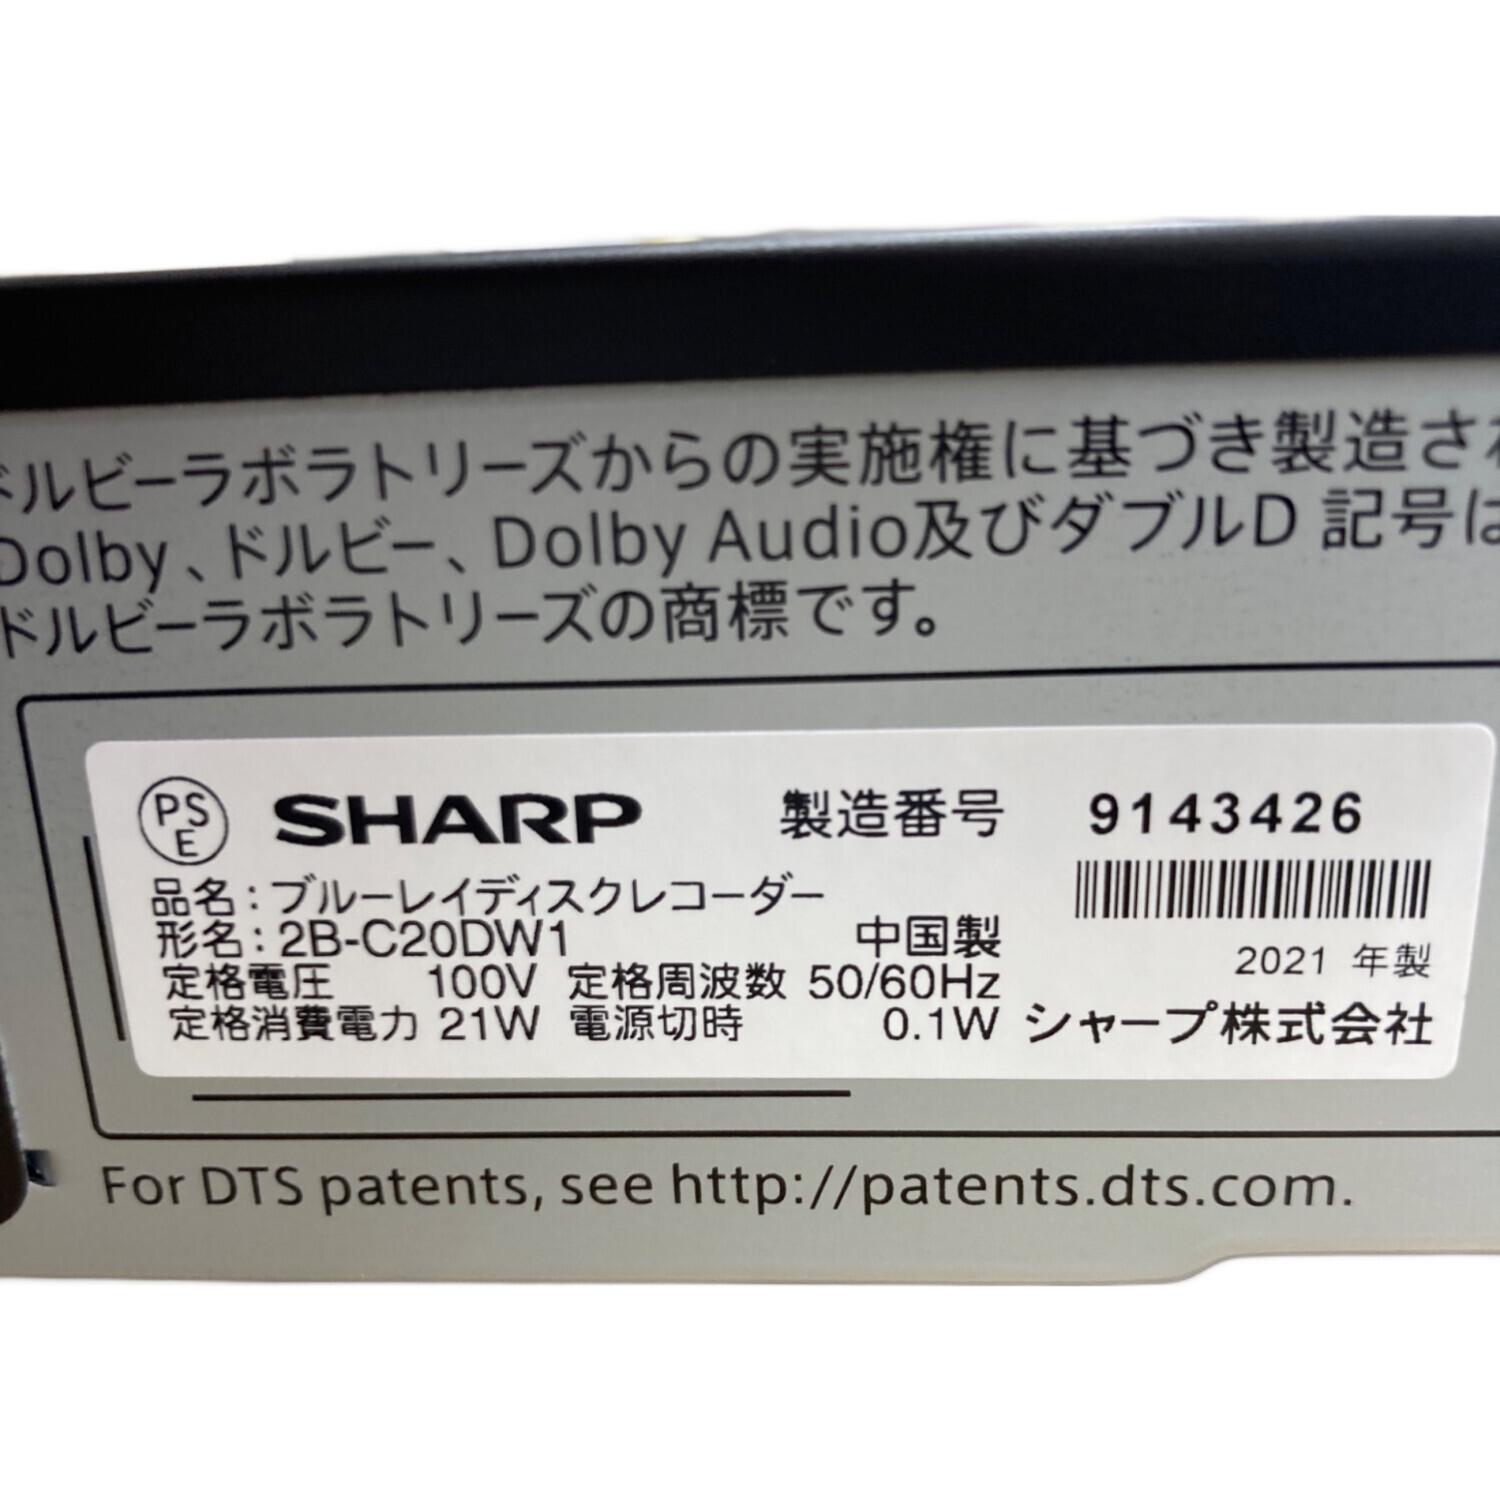 ドルビーラボラトリーズからの実施権に基づき製造され
Dolby、ドルビー、Dolby Audio及びダブルD 記号は
ドルビーラボラトリーズの商標です。
PS
E
SHARP 製造番号 9143426
品名：ブルーレイディスクレコーダー
形名：2B-C20DW1 中国製
2021 年製
定格電圧 100V 定格周波数 50/60Hz
定格消費電力 21W 電源切時 0.1W シャープ株式会社
For DTS patents, see http://patents.dts.com.